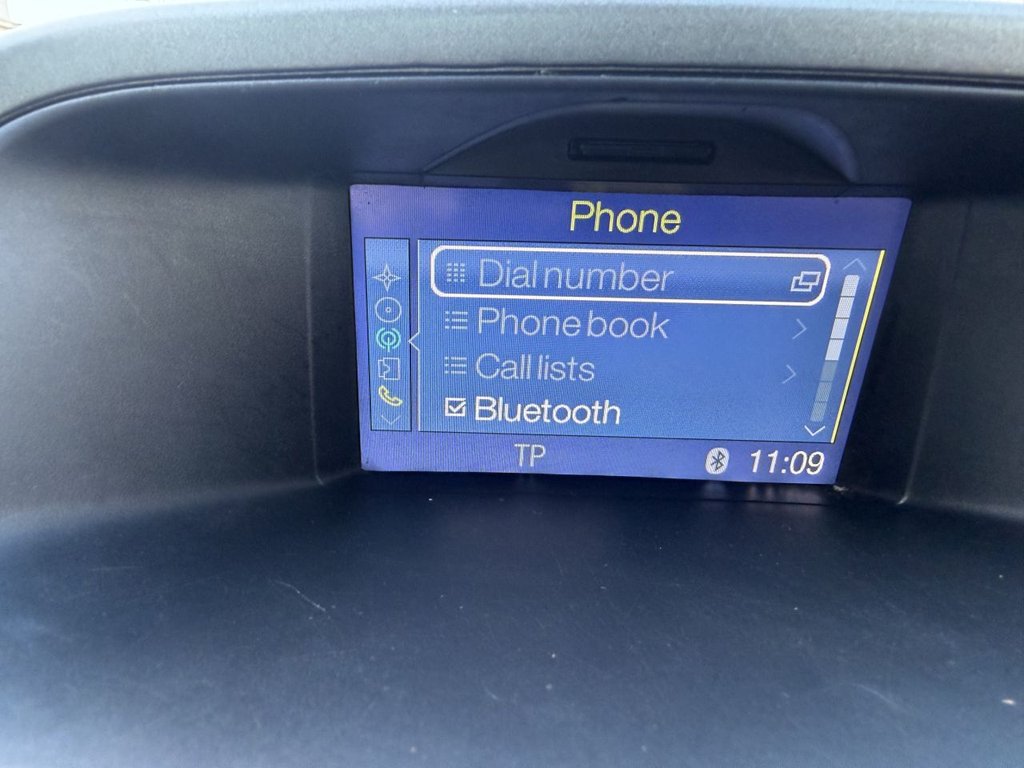 Phone
Dial number
Phone book
Call lists
Bluetooth
TP 11:09